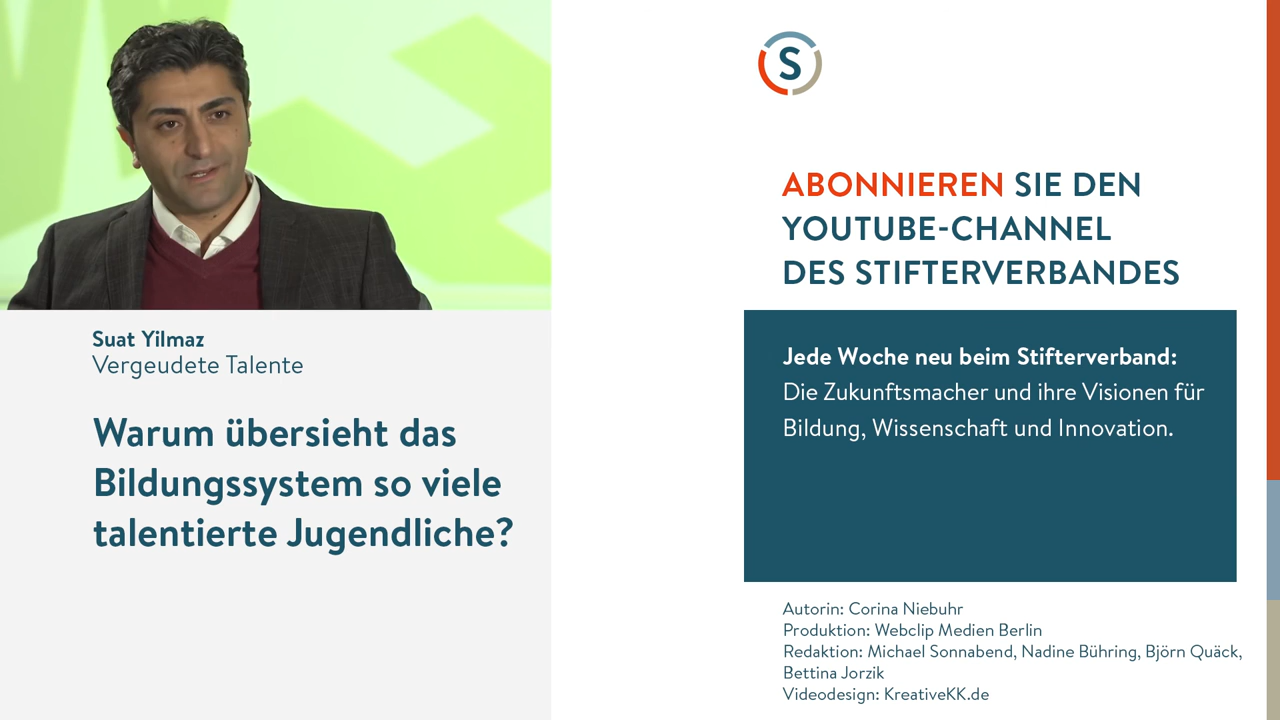 Suat Yilmaz
Vergeudete Talente
Warum übersieht das
Bildungssystem so viele
talentierte Jugendliche?
S
ABONNIEREN SIE DEN
YOUTUBE-CHANNEL
DES STIFTERVERBANDES
Jede Woche neu beim Stifterverband:
Die Zukunftsmacher und ihre Visionen für
Bildung, Wissenschaft und Innovation.
Autorin: Corina Niebuhr
Produktion: Webclip Medien Berlin
Redaktion: Michael Sonnabend, Nadine Bühring, Björn Quäck,
Bettina Jorzik
Videodesign: KreativeKK.de